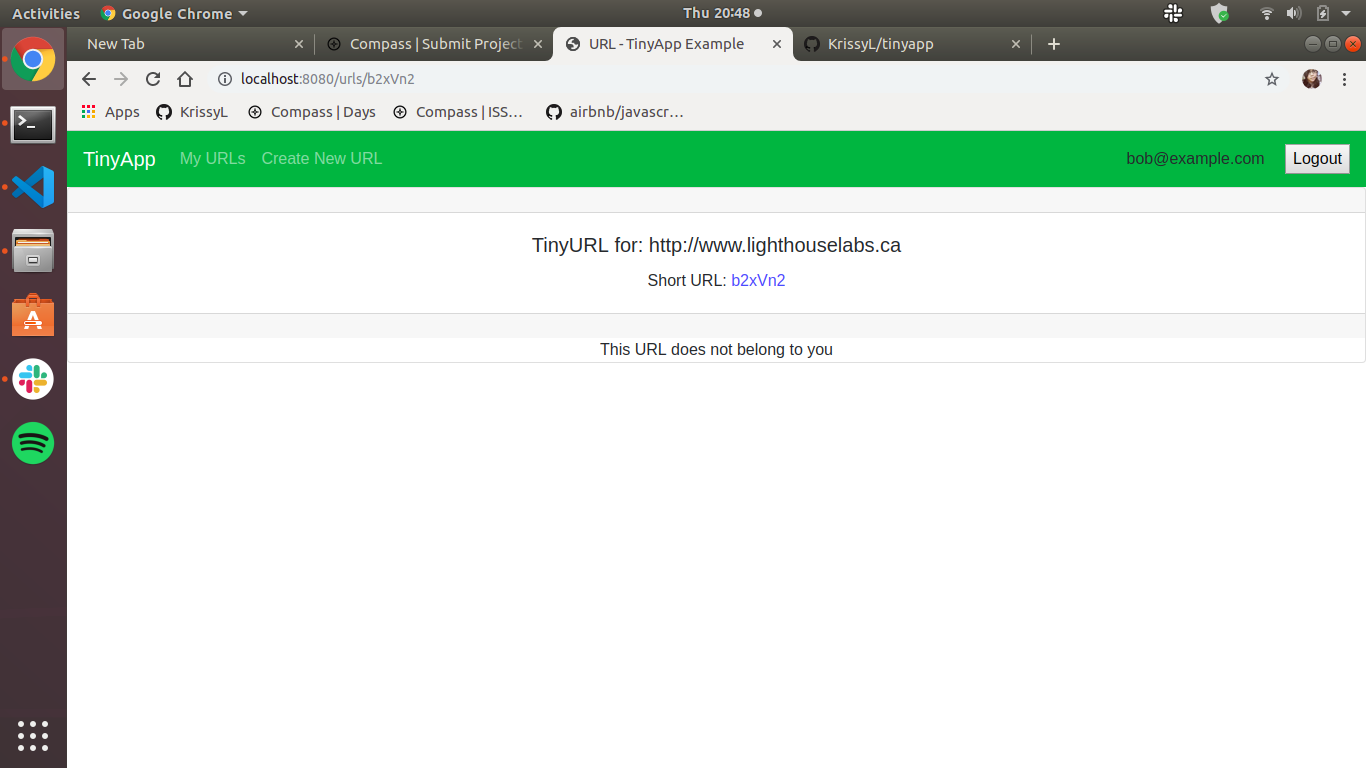 Activities Google Chrome Thu 20:48
New Tab Compass | Submit Project URL - TinyApp Example KrissyL/tinyapp
localhost:8080/urls/b2xVn2
Apps KrissyL Compass | Days Compass | ISS… airbnb/javascr…
TinyApp My URLs Create New URL bob@example.com Logout
TinyURL for: http://www.lighthouselabs.ca
Short URL: b2xVn2
This URL does not belong to you